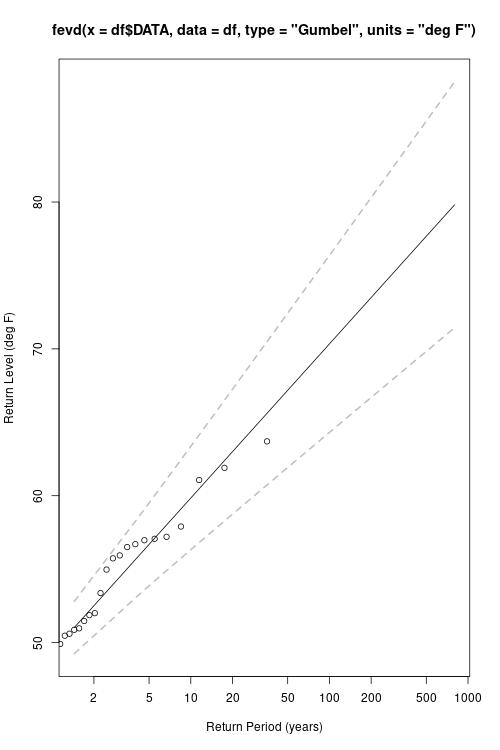 fevd(x = df$DATA, data = df, type = "Gumbel", units = "deg F")
Return Level (deg F)
80
70
60
50
2 5 10 20 50 100 200 500 1000
Return Period (years)